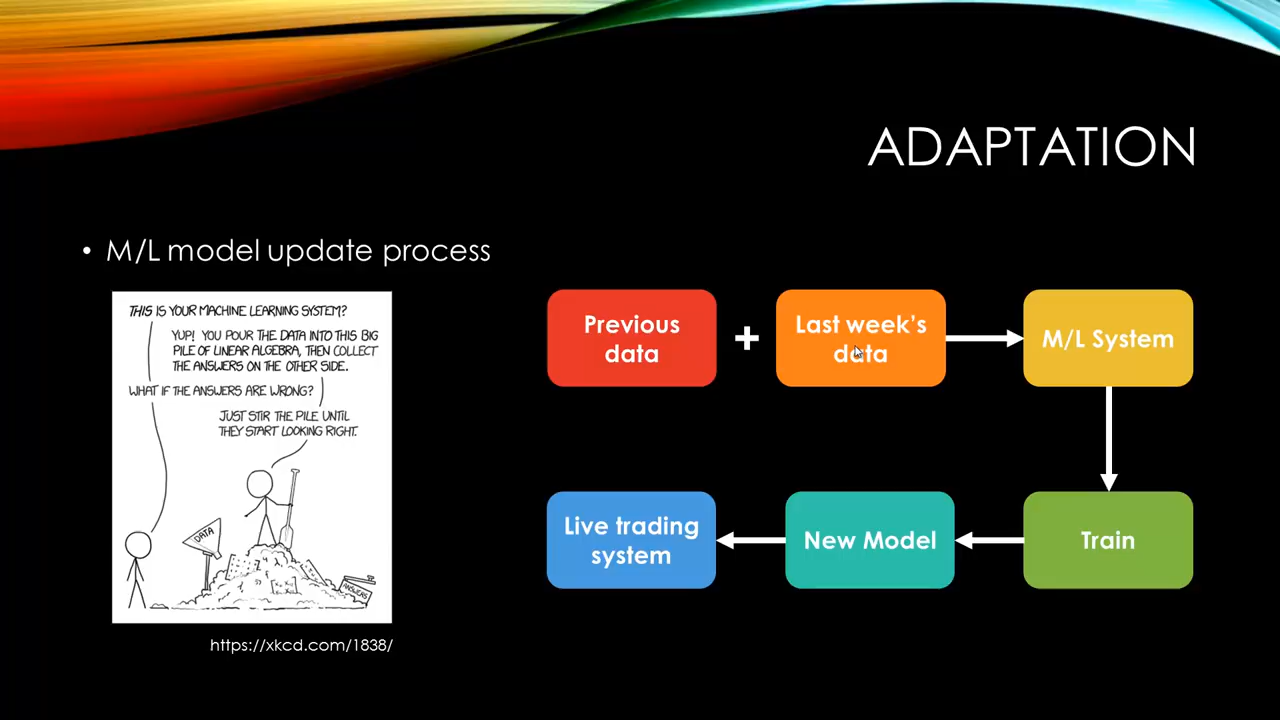 ADAPTATION
• M/L model update process
THIS IS YOUR MACHINE LEARNING SYSTEM?
YUP! YOU POUR THE DATA INTO THIS BIG
PILE OF LINEAR ALGEBRA, THEN COLLECT
THE ANSWERS ON THE OTHER SIDE.
WHAT IF THE ANSWERS ARE WRONG?
JUST STIR THE PILE UNTIL
THEY START LOOKING RIGHT.
DATA
ANSWERS
https://xkcd.com/1838/
Previous
data
+
Last week's
data
M/L System
Train
New Model
Live trading
system